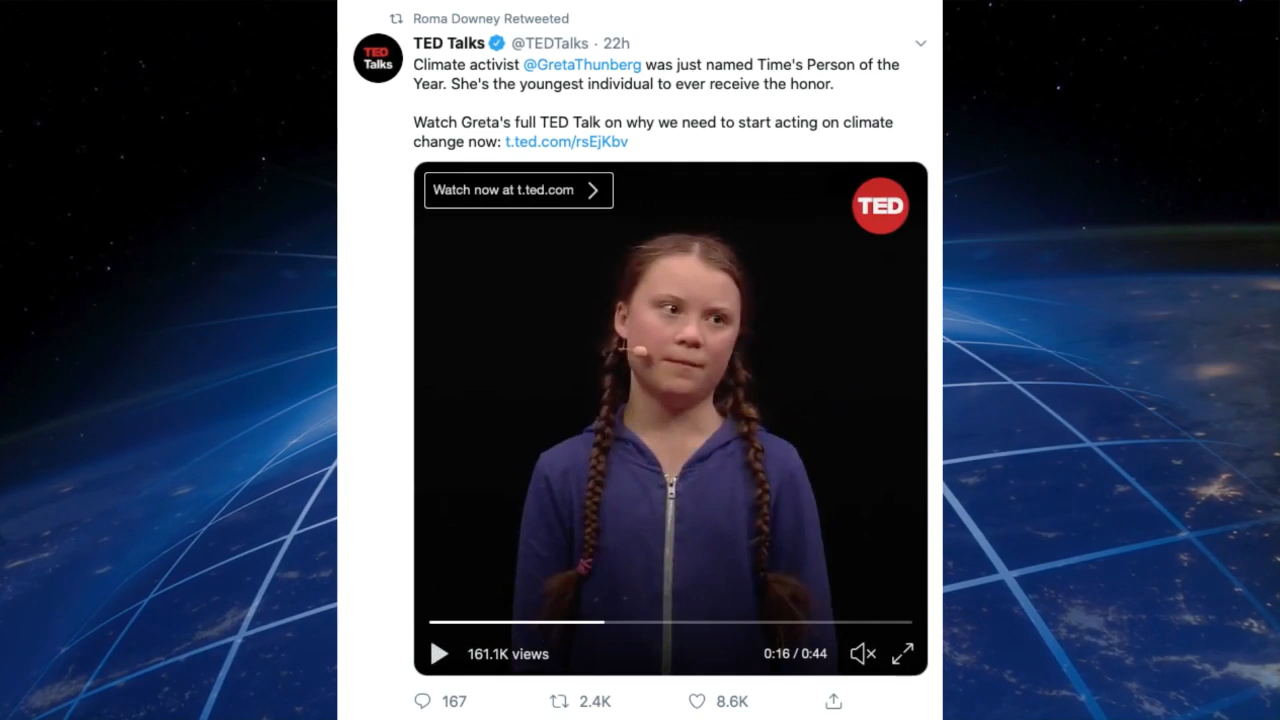 Roma Downey Retweeted
TED Talks @TEDTalks · 22h
TED
Talks
Climate activist @GretaThunberg was just named Time's Person of the
Year. She's the youngest individual to ever receive the honor.
Watch Greta's full TED Talk on why we need to start acting on climate
change now: t.ted.com/rsEjKbv
Watch now at t.ted.com
TED
161.1K views
0:16 / 0:44
167
2.4K
8.6K